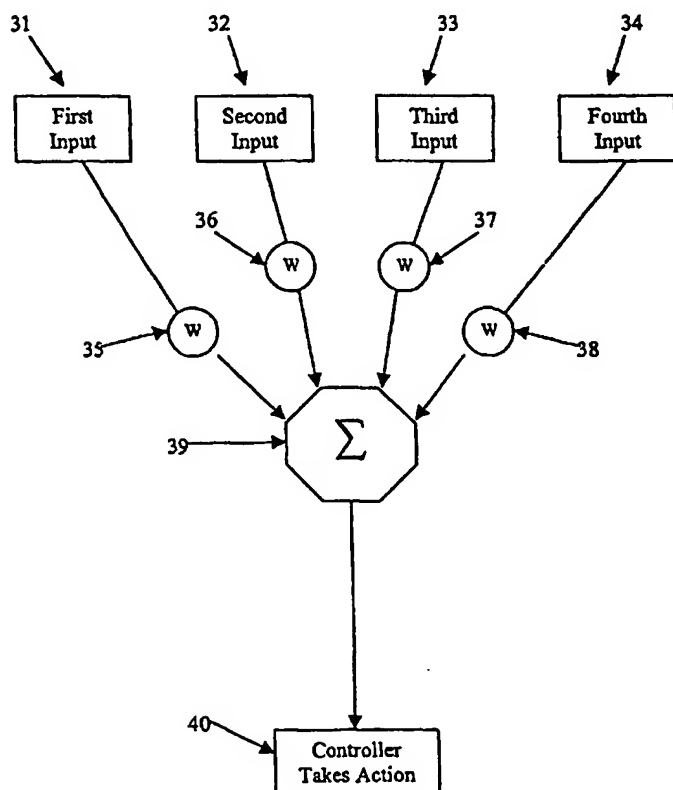 31
32
33
34
First
Input
Second
Input
Third
Input
Fourth
Input
36
37
W
W
35
W
W
38
39
Σ
40
Controller
Takes Action